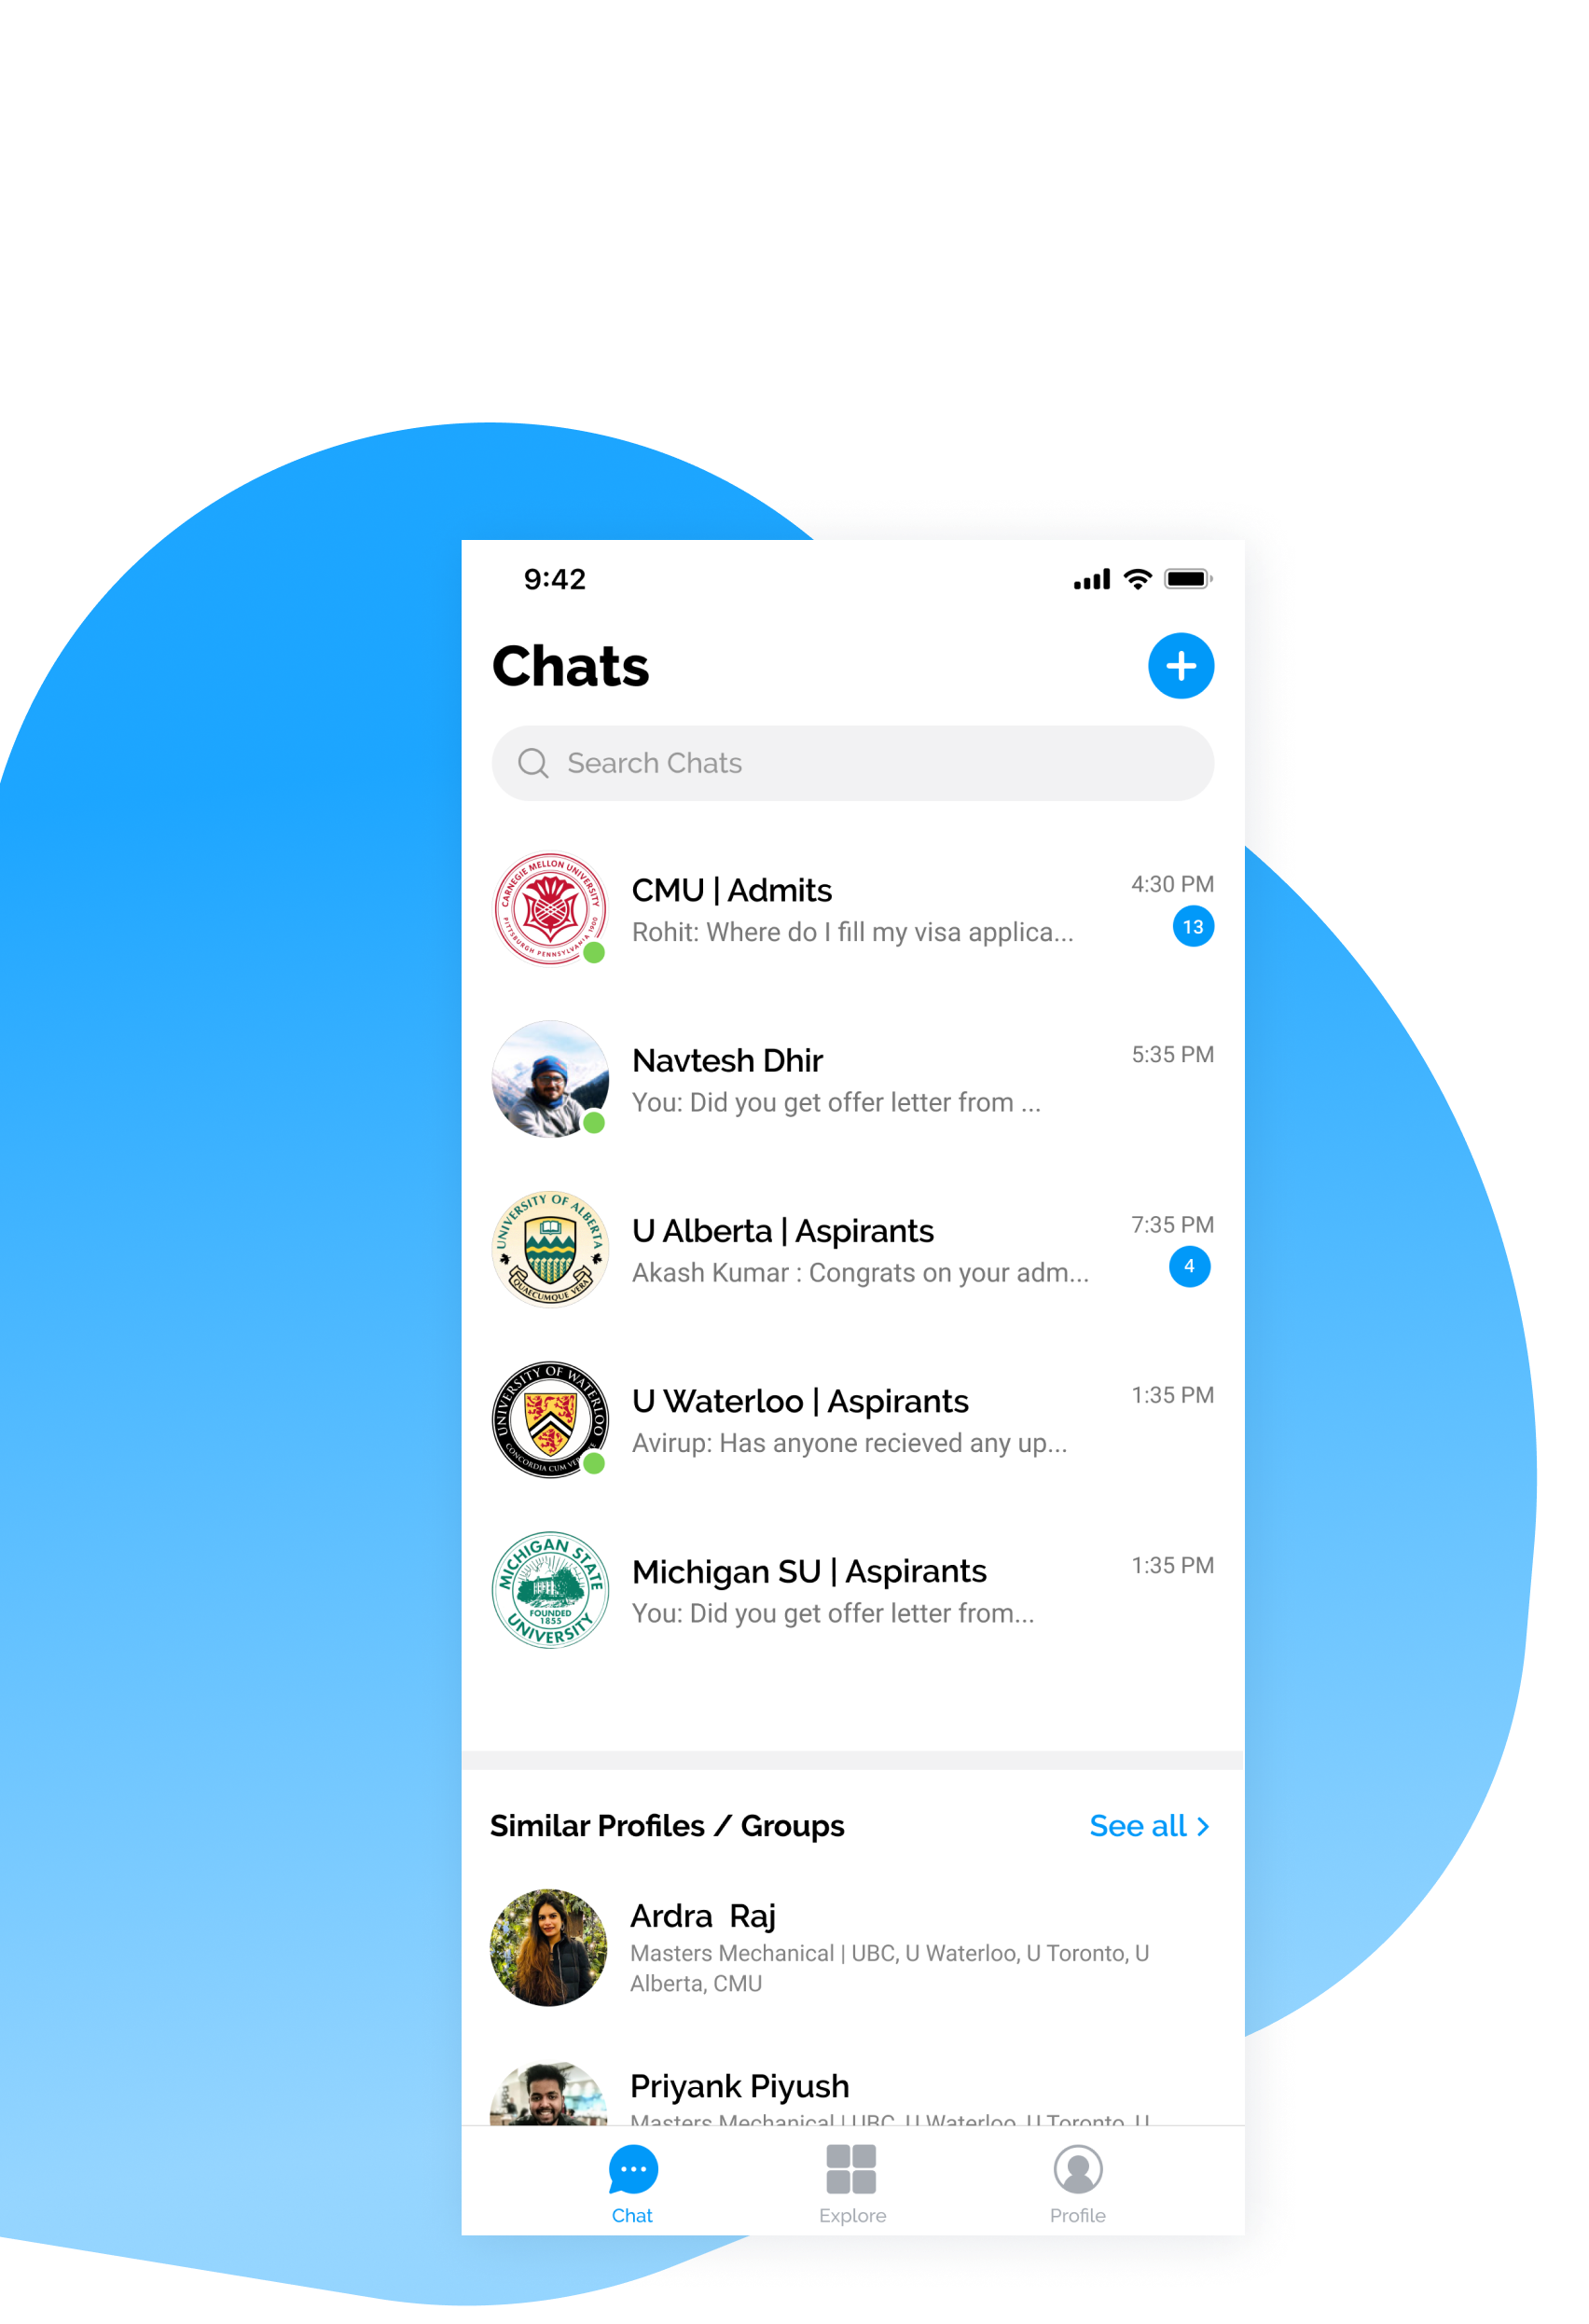 9:42
Chats
Search Chats
CARNEGIE MELLON UNIVERSITY
PITTSBURGH PENNSYLVANIA 1900
CMU | Admits
4:30 PM
Rohit: Where do I fill my visa applica...
13
Navtesh Dhir
5:35 PM
You: Did you get offer letter from ...
UNIVERSITY OF ALBERTA
QUAECUMQUE VERA
U Alberta | Aspirants
7:35 PM
Akash Kumar : Congrats on your adm...
4
UNIVERSITY OF WATERLOO
CONCORDIA CUM
U Waterloo | Aspirants
1:35 PM
Avirup: Has anyone recieved any up...
MICHIGAN STATE
FOUNDED
1855
UNIVERSITY
Michigan SU | Aspirants
1:35 PM
You: Did you get offer letter from...
Similar Profiles / Groups
See all >
Ardra Raj
Masters Mechanical | UBC, U Waterloo, U Toronto, U
Alberta, CMU
Priyank Piyush
Masters Mechanical | UBC, U Waterloo, U Toronto, U
Chat
Explore
Profile